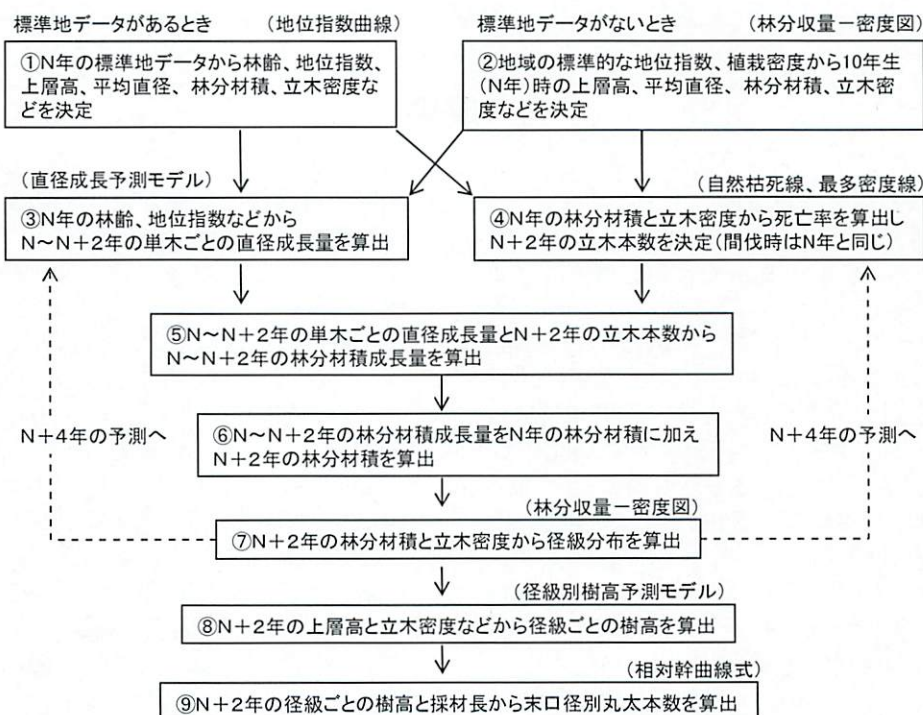 標準地データがあるとき （地位指数曲線）
①N年の標準地データから林齢、地位指数、
上層高、平均直径、林分材積、立木密度な
どを決定
標準地データがないとき （林分収量－密度図）
②地域の標準的な地位指数、植栽密度から10年生
（N年）時の上層高、平均直径、林分材積、立木密
度などを決定
（直径成長予測モデル）
③N年の林齢、地位指数などから
N～N＋2年の単木ごとの直径成長量を算出
（自然枯死線、最多密度線）
④N年の林分材積と立木密度から死亡率を算出し
N＋2年の立木本数を決定（間伐時はN年と同じ）
⑤N～N＋2年の単木ごとの直径成長量とN＋2年の立木本数から
N～N＋2年の林分材積成長量を算出
N＋4年の予測へ
⑥N～N＋2年の林分材積成長量をN年の林分材積に加え
N＋2年の林分材積を算出
N＋4年の予測へ
（林分収量－密度図）
⑦N＋2年の林分材積と立木密度から径級分布を算出
（径級別樹高予測モデル）
⑧N＋2年の上層高と立木密度などから径級ごとの樹高を算出
（相対幹曲線式）
⑨N＋2年の径級ごとの樹高と採材長から末口径別丸太本数を算出